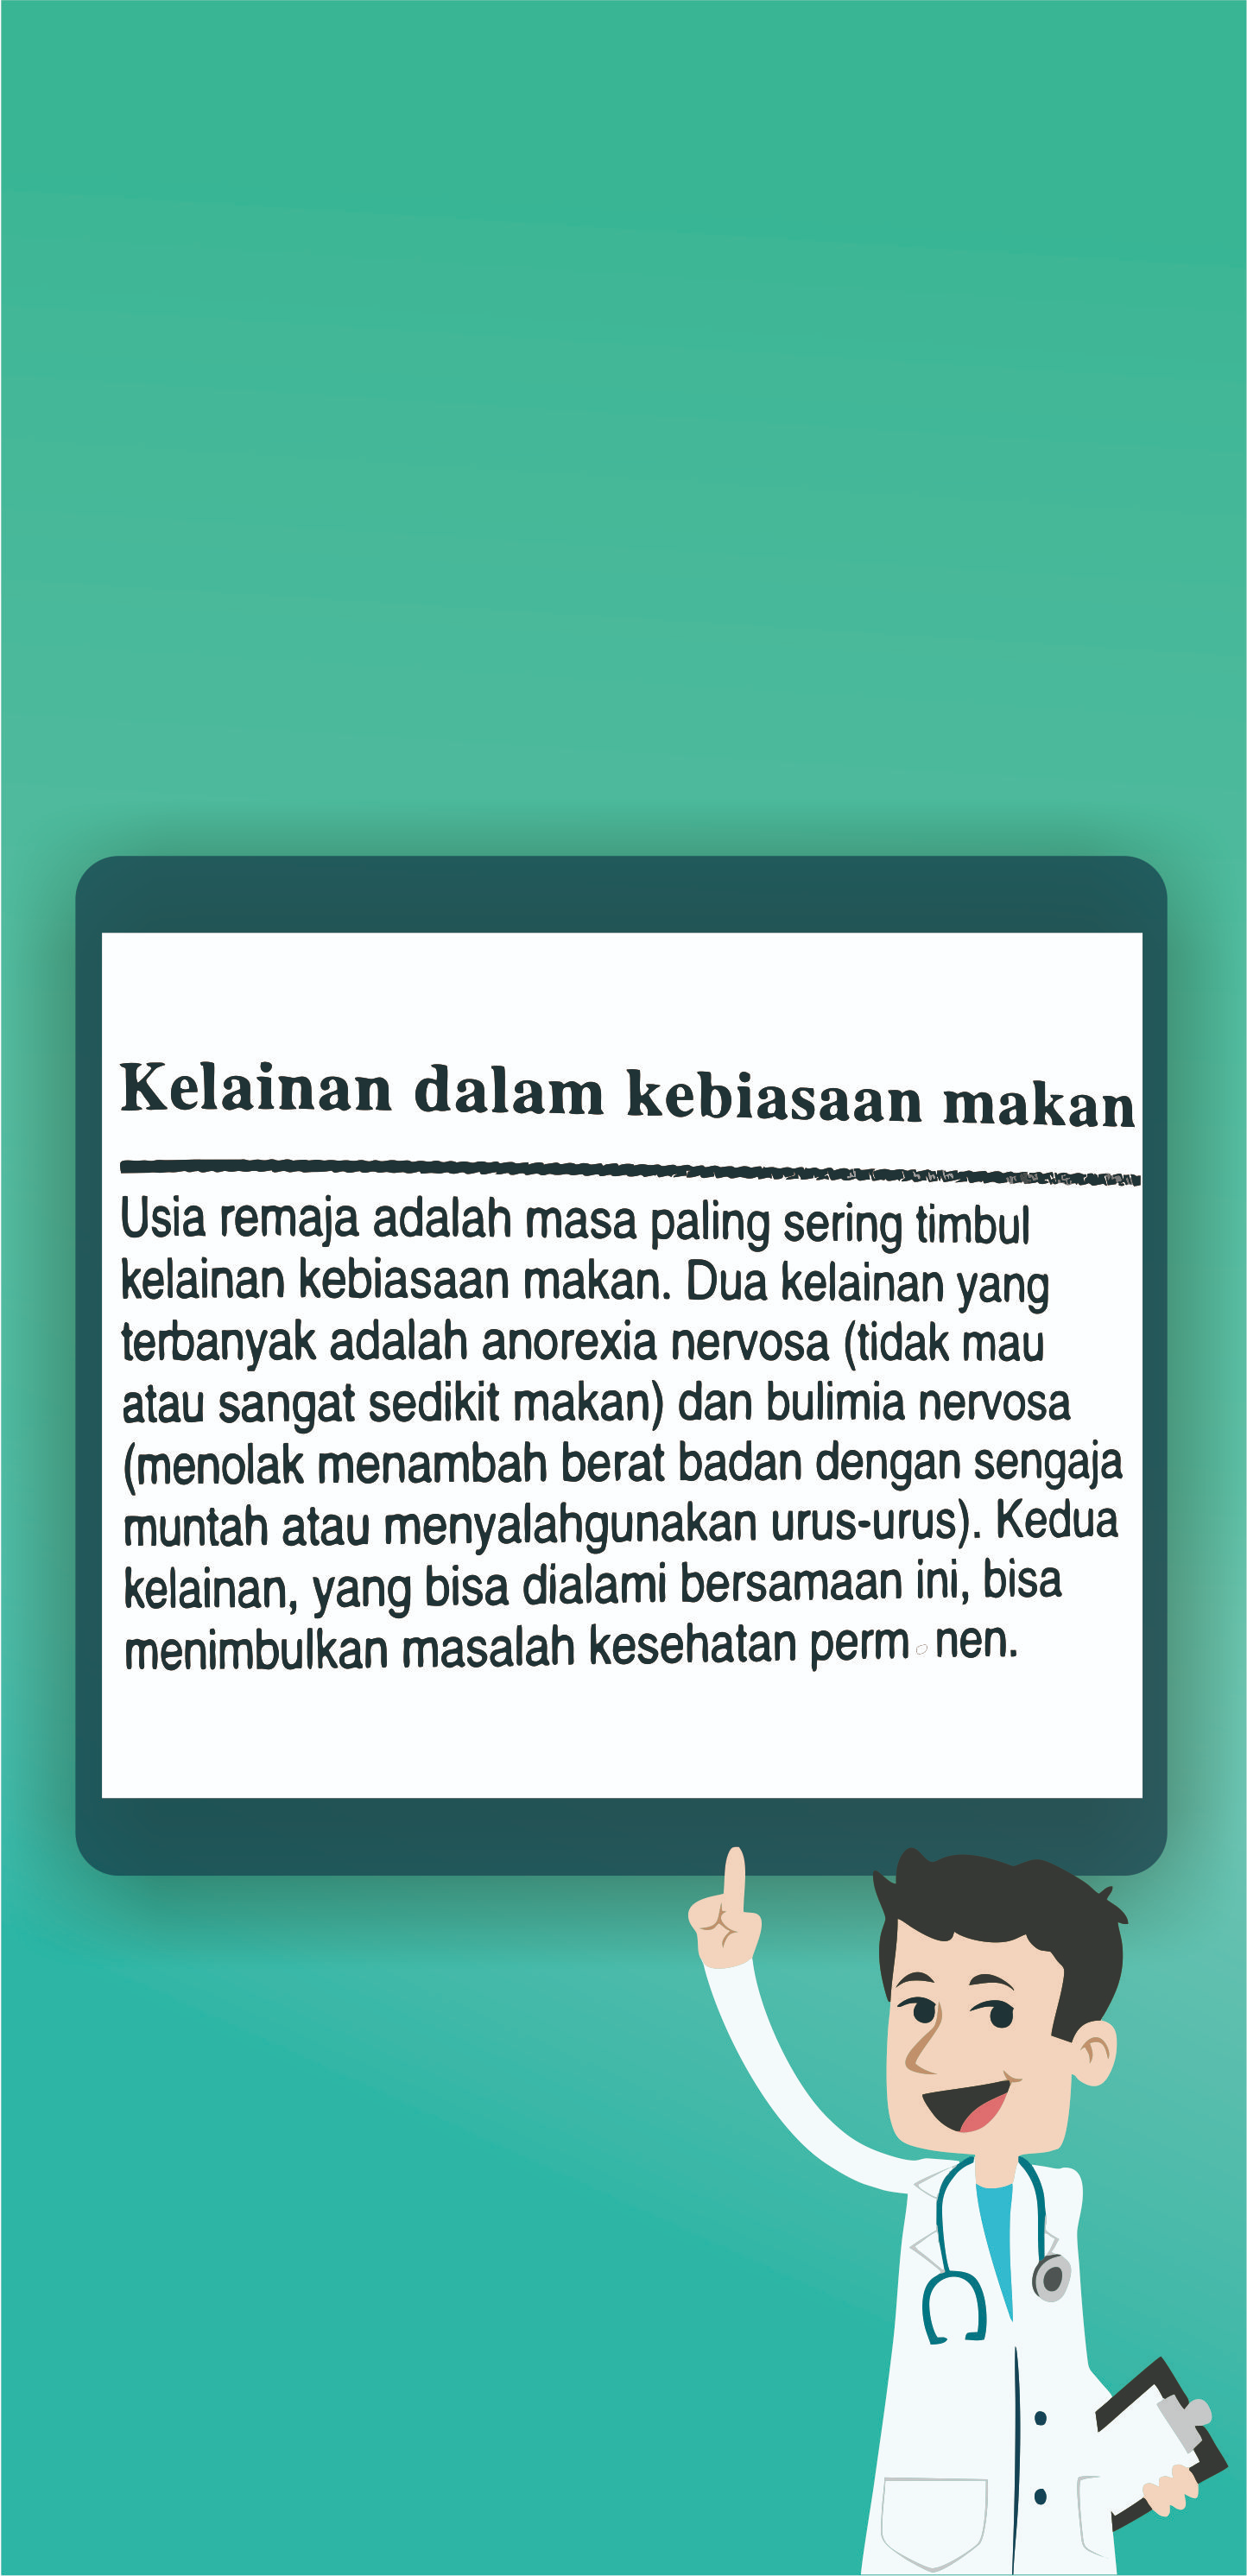 Kelainan dalam kebiasaan makan
Usia remaja adalah masa paling sering timbul
kelainan kebiasaan makan. Dua kelainan yang
terbanyak adalah anorexia nervosa (tidak mau
atau sangat sedikit makan) dan bulimia nervosa
(menolak menambah berat badan dengan sengaja
muntah atau menyalahgunakan urus-urus). Kedua
kelainan, yang bisa dialami bersamaan ini, bisa
menimbulkan masalah kesehatan perm nen.